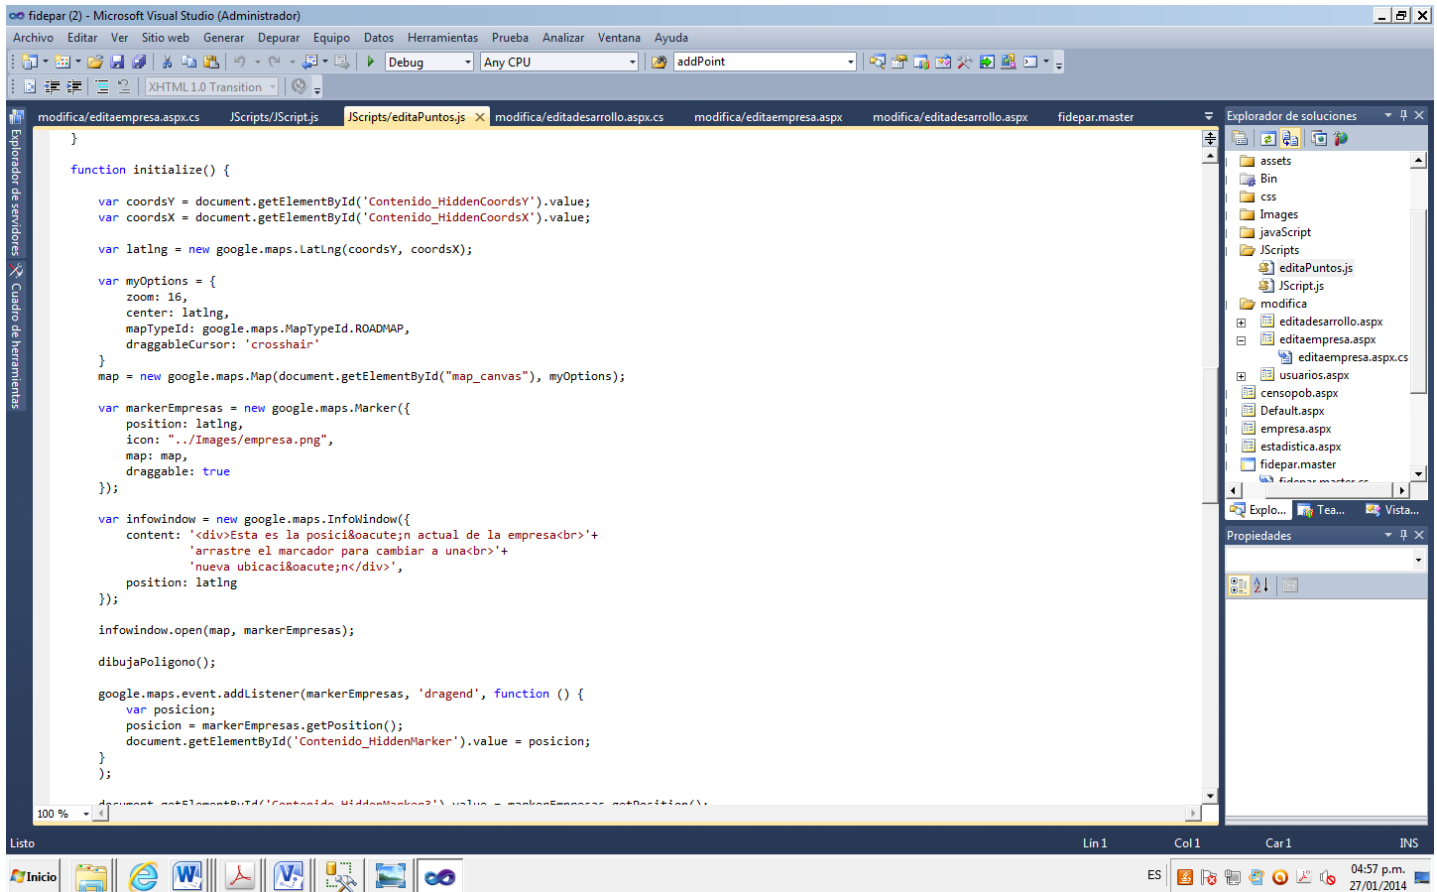 fidepar (2) - Microsoft Visual Studio (Administrador)
Archivo Editar Ver Sitio web Generar Depurar Equipo Datos Herramientas Prueba Analizar Ventana Ayuda
Debug Any CPU addPoint
XHTML 1.0 Transition
modifica/editaempresa.aspx.cs JScripts/JScript.js JScripts/editaPuntos.js modifica/editadesarrollo.aspx.cs modifica/editaempresa.aspx modifica/editadesarrollo.aspx fidepar.master
Explorador de servidores
Cuadro de herramientas
}
function initialize() {
var coordsY = document.getElementById('Contenido_HiddenCoordsY').value;
var coordsX = document.getElementById('Contenido_HiddenCoordsX').value;
var latlng = new google.maps.LatLng(coordsY, coordsX);
var myOptions = {
zoom: 16,
center: latlng,
mapTypeId: google.maps.MapTypeId.ROADMAP,
draggableCursor: 'crosshair'
}
map = new google.maps.Map(document.getElementById("map_canvas"), myOptions);
var markerEmpresas = new google.maps.Marker({
position: latlng,
icon: "../Images/empresa.png",
map: map,
draggable: true
});
var infowindow = new google.maps.InfoWindow({
content: '<div>Esta es la posici&oacute;n actual de la empresa<br>'+
'arrastre el marcador para cambiar a una<br>'+
'nueva ubicaci&oacute;n</div>',
position: latlng
});
infowindow.open(map, markerEmpresas);
dibujaPoligono();
google.maps.event.addListener(markerEmpresas, 'dragend', function () {
var posicion;
posicion = markerEmpresas.getPosition();
document.getElementById('Contenido_HiddenMarker').value = posicion;
}
);
100 %
Explorador de soluciones
assets
Bin
css
Images
javaScript
JScripts
editaPuntos.js
JScript.js
modifica
editadesarrollo.aspx
editaempresa.aspx
editaempresa.aspx.cs
usuarios.aspx
censopob.aspx
Default.aspx
empresa.aspx
estadistica.aspx
fidepar.master
Explo... Tea... Vista...
Propiedades
Listo Lín 1 Col 1 Car 1 INS
Inicio ES 04:57 p.m.
27/01/2014